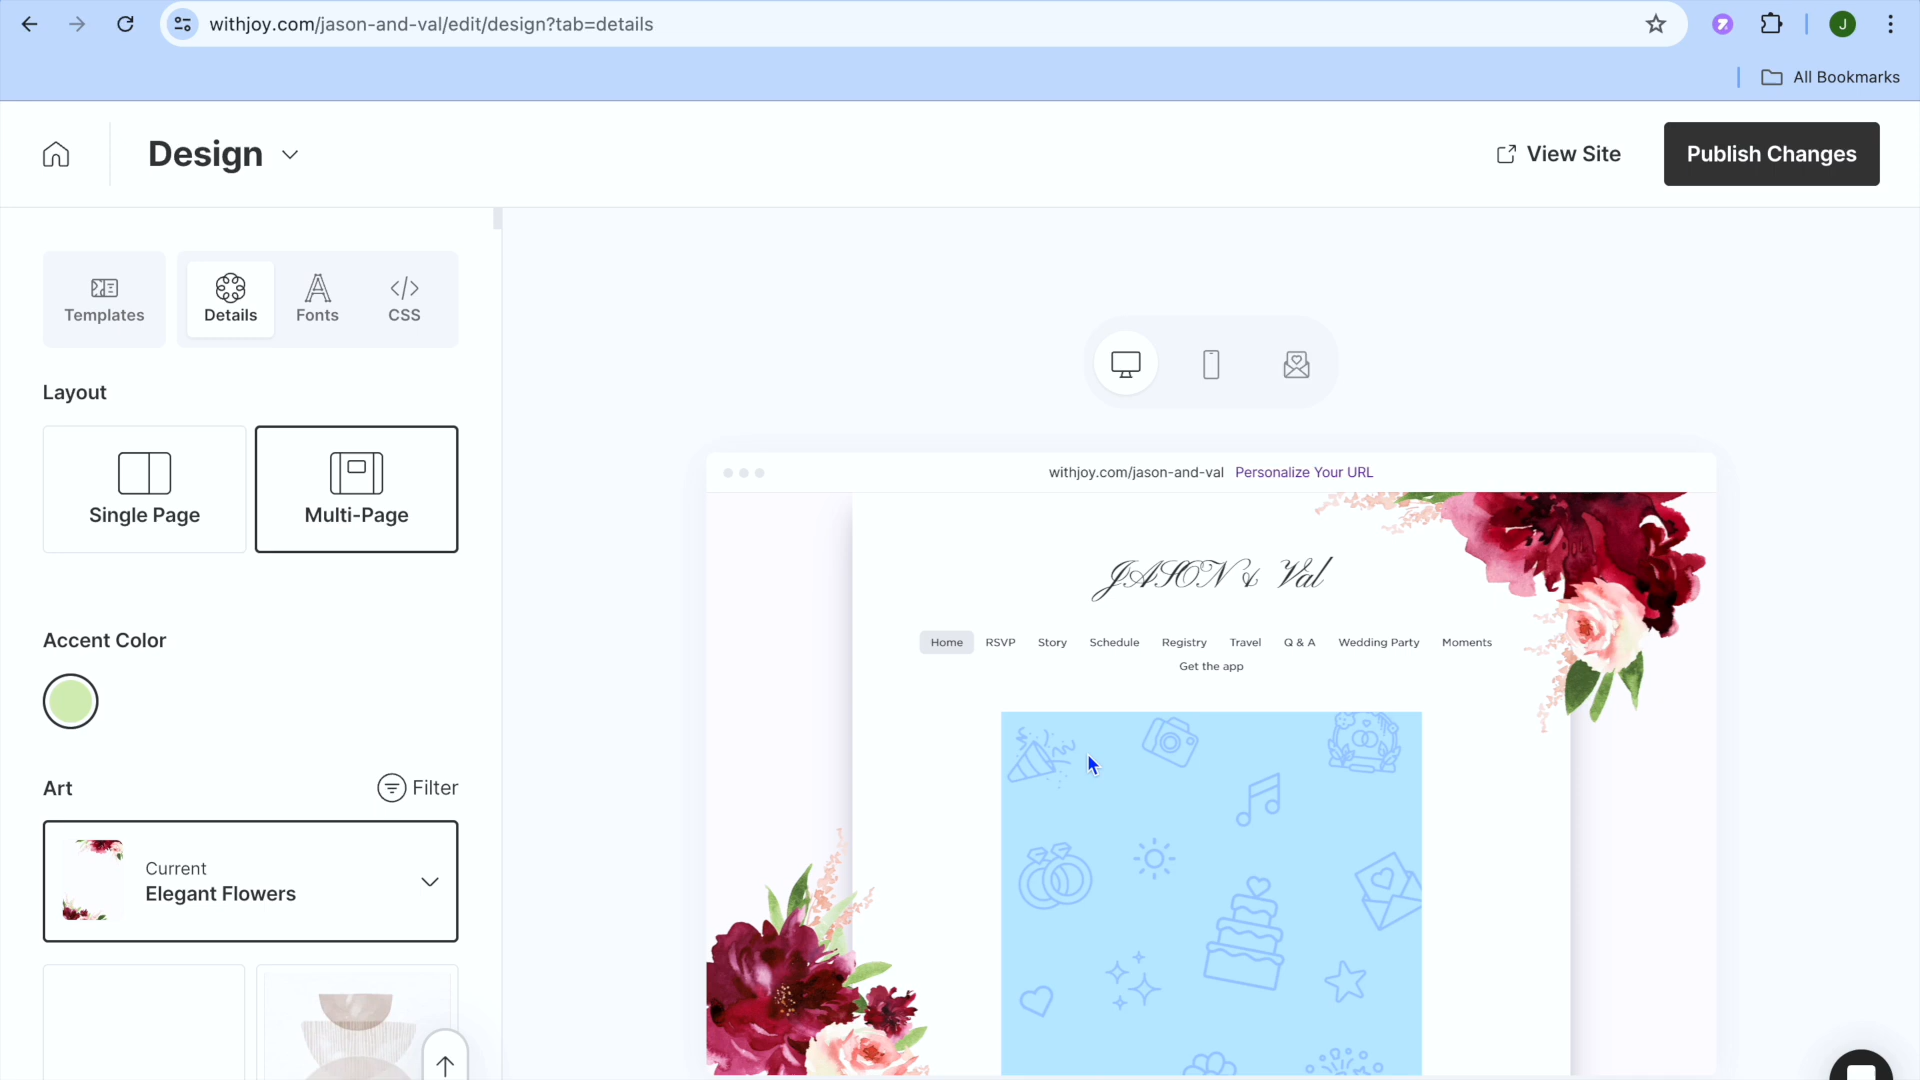 withjoy.com/jason-and-val/edit/design?tab=details
J
All Bookmarks
Design
View Site
Publish Changes
Templates
Details
Fonts
CSS
Layout
Single Page
Multi-Page
Accent Color
Art
Filter
Current
Elegant Flowers
withjoy.com/jason-and-val Personalize Your URL
JASON & Val
Home RSVP Story Schedule Registry Travel Q & A Wedding Party Moments
Get the app